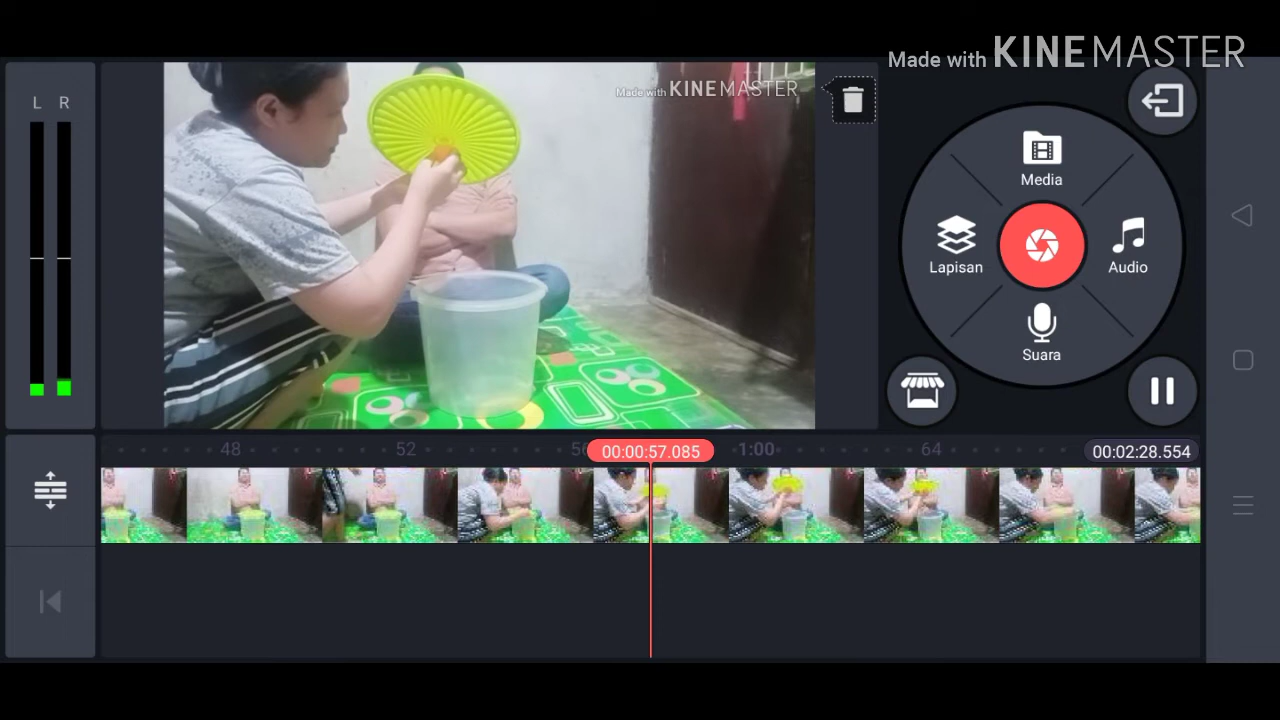 Made with KINEMASTER
L R
Made with KINEMASTER
Media
Lapisan
Audio
Suara
48
52
56
00:00:57.085
1:00
64
00:02:28.554